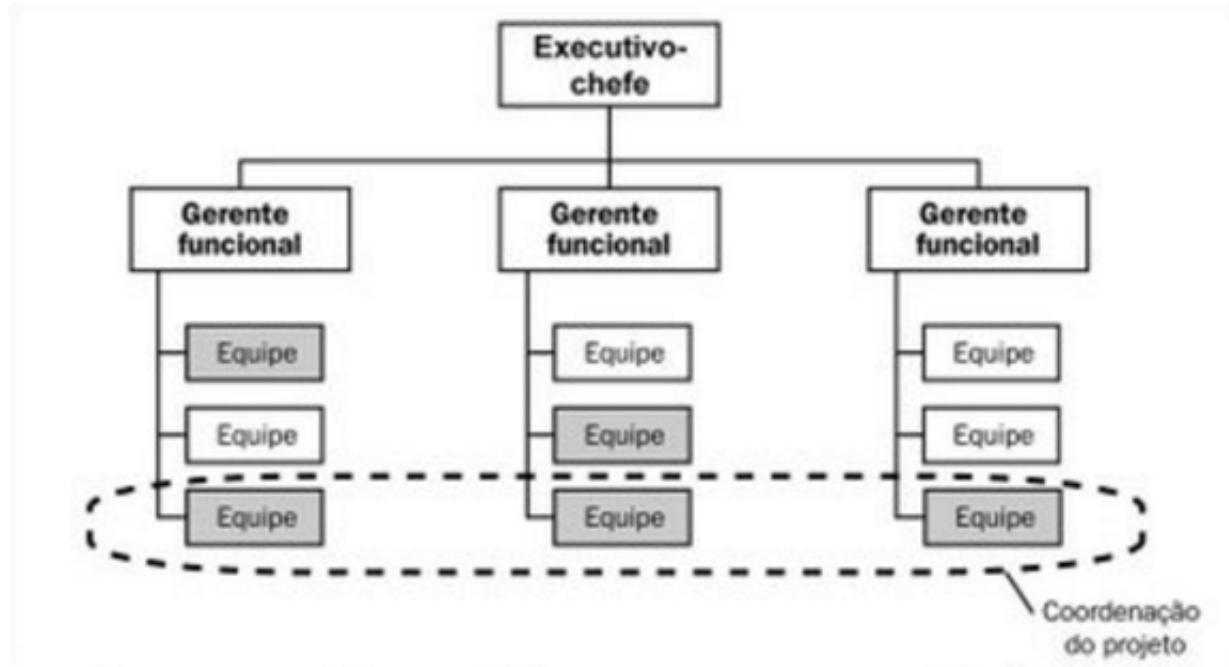 Executivo-
chefe
Gerente
funcional
Gerente
funcional
Gerente
funcional
Equipe
Equipe
Equipe
Equipe
Equipe
Equipe
Equipe
Equipe
Equipe
Coordenação
do projeto